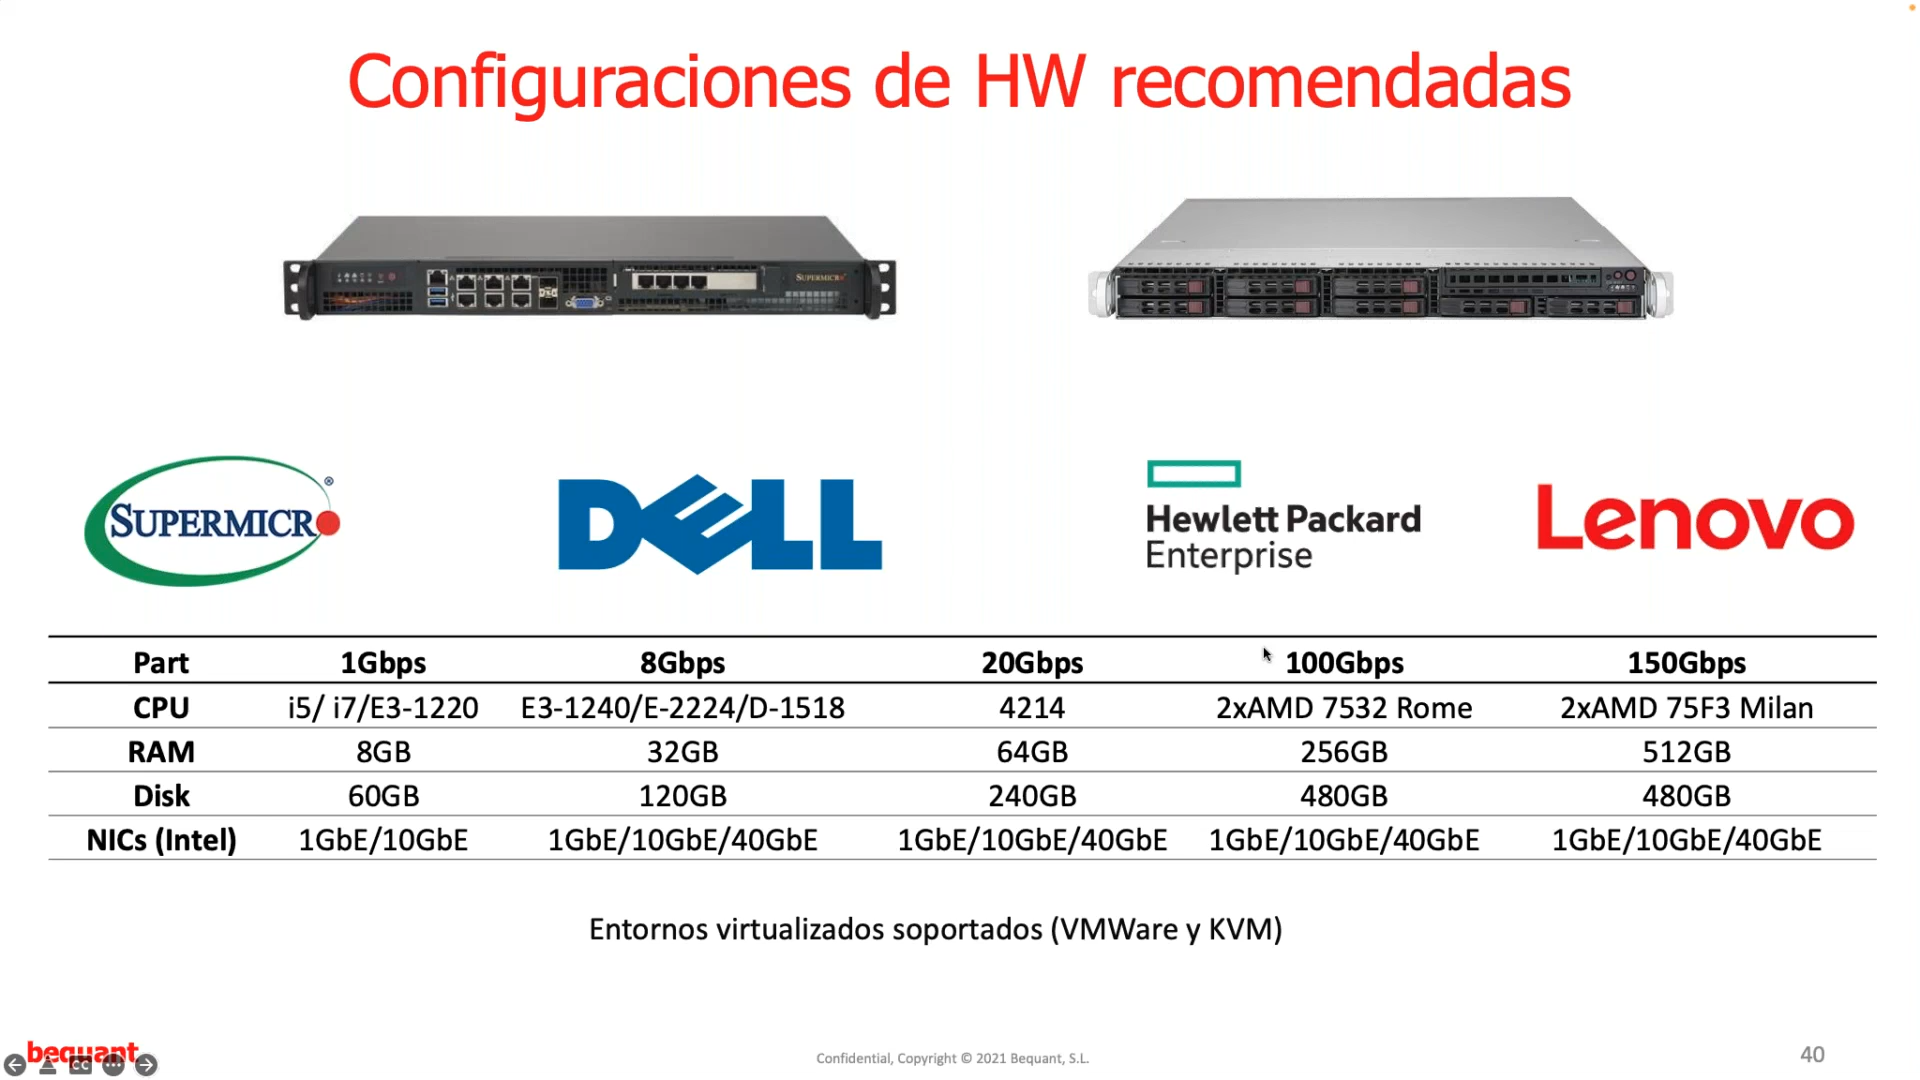 Configuraciones de HW recomendadas
SUPERMICR
SUPERMICR®
DELL
Hewlett Packard
Enterprise
Lenovo
Part 1Gbps 8Gbps 20Gbps 100Gbps 150Gbps
CPU i5/ i7/E3-1220 E3-1240/E-2224/D-1518 4214 2xAMD 7532 Rome 2xAMD 75F3 Milan
RAM 8GB 32GB 64GB 256GB 512GB
Disk 60GB 120GB 240GB 480GB 480GB
NICs (Intel) 1GbE/10GbE 1GbE/10GbE/40GbE 1GbE/10GbE/40GbE 1GbE/10GbE/40GbE 1GbE/10GbE/40GbE
Entornos virtualizados soportados (VMWare y KVM)
bequant
CC
Confidential, Copyright © 2021 Bequant, S.L.
40